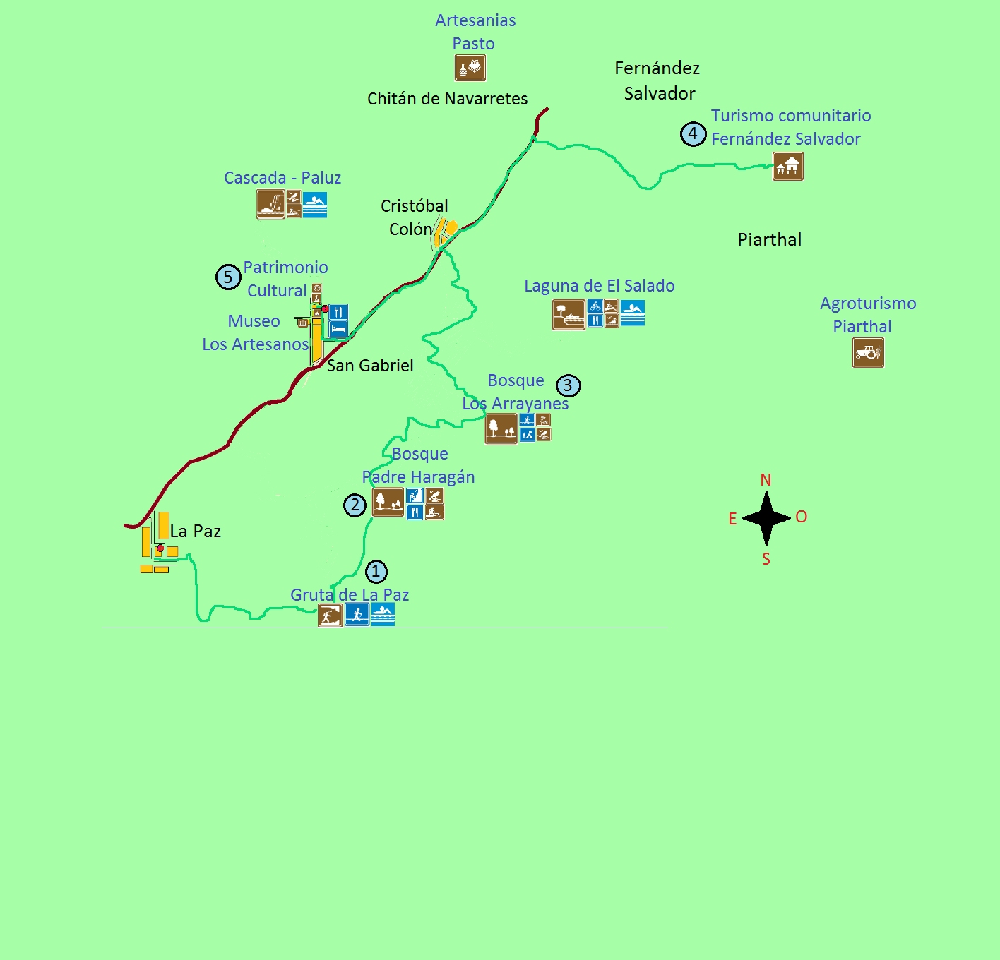 Artesanias
Pasto
Chitán de Navarretes
Fernández
Salvador
4
Turismo comunitario
Fernández Salvador
Cascada - Paluz
Cristóbal
Colón
Piarthal
5
Patrimonio
Cultural
Museo
Los Artesanos
San Gabriel
Laguna de El Salado
Agroturismo
Piarthal
Bosque
Los Arrayanes
3
Bosque
Padre Haragán
2
La Paz
1
Gruta de La Paz
N
E
O
S